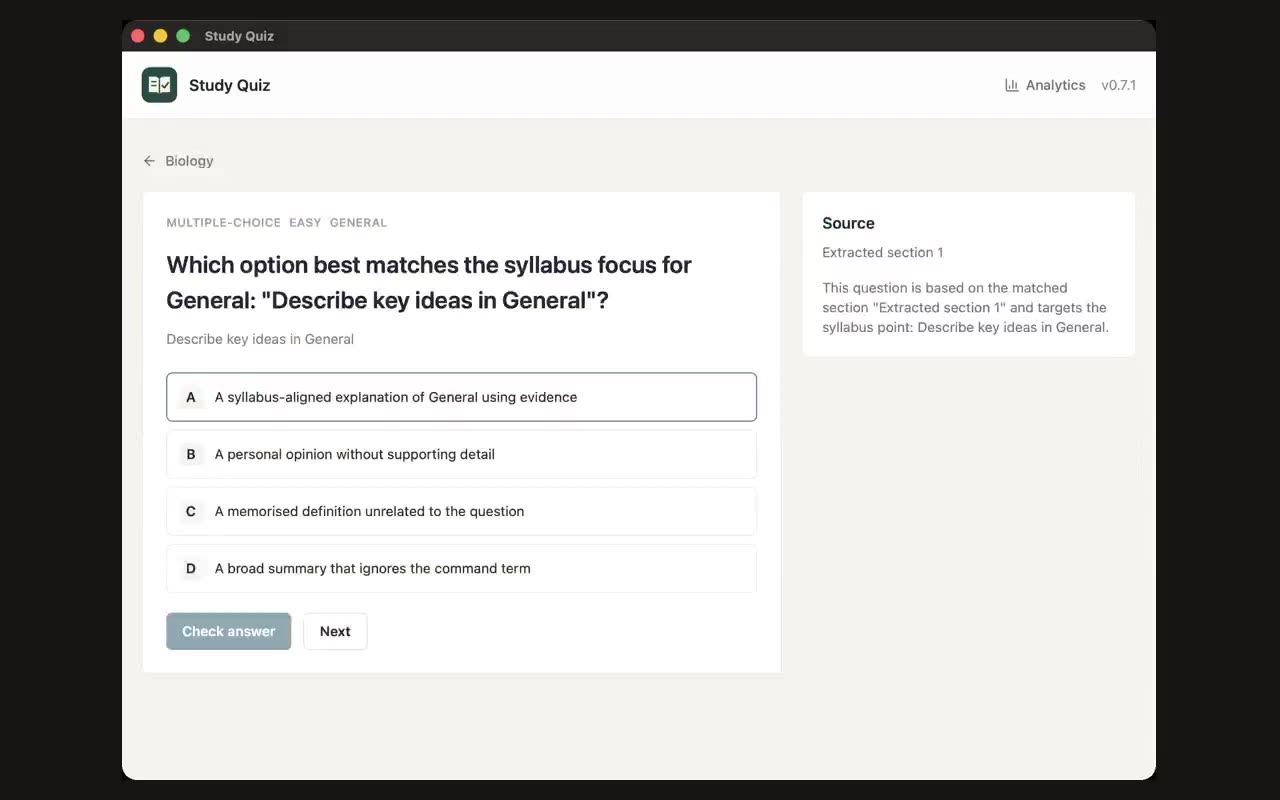 Study Quiz
Study Quiz
Analytics v0.7.1
← Biology
MULTIPLE-CHOICE EASY GENERAL
Which option best matches the syllabus focus for
General: "Describe key ideas in General"?
Describe key ideas in General
A A syllabus-aligned explanation of General using evidence
B A personal opinion without supporting detail
C A memorised definition unrelated to the question
D A broad summary that ignores the command term
Check answer
Next
Source
Extracted section 1
This question is based on the matched
section "Extracted section 1" and targets the
syllabus point: Describe key ideas in General.